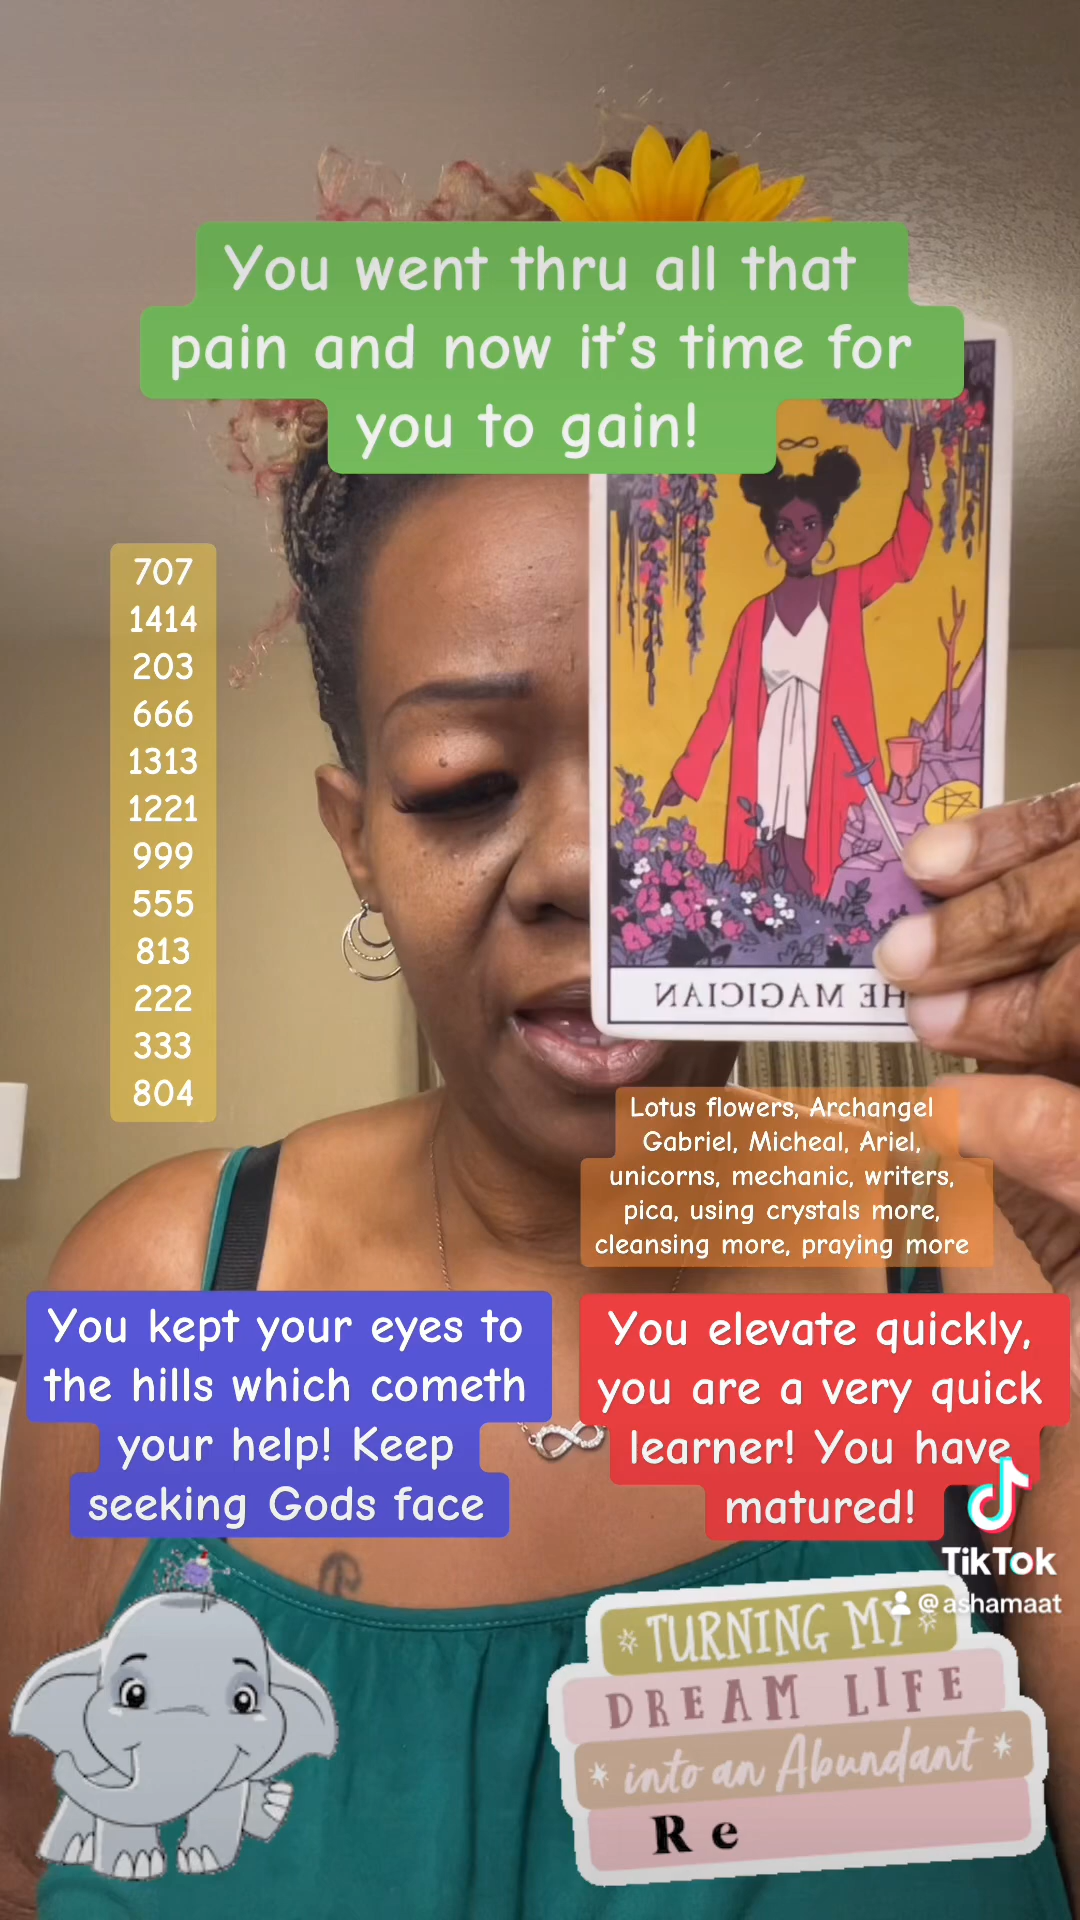 You went thru all that
pain and now it's time for
you to gain!
707
1414
203
666
1313
1221
999
555
813
222
333
804
HE MAGICIAN
Lotus flowers, Archangel
Gabriel, Micheal, Ariel,
unicorns, mechanic, writers,
pica, using crystals more,
cleansing more, praying more
You kept your eyes to
the hills which cometh
your help! Keep
seeking Gods face
You elevate quickly,
you are a very quick
learner! You have
matured!
TikTok
@ashamaat
TURNING MY
DREAM LIFE
into an Abundant
Re